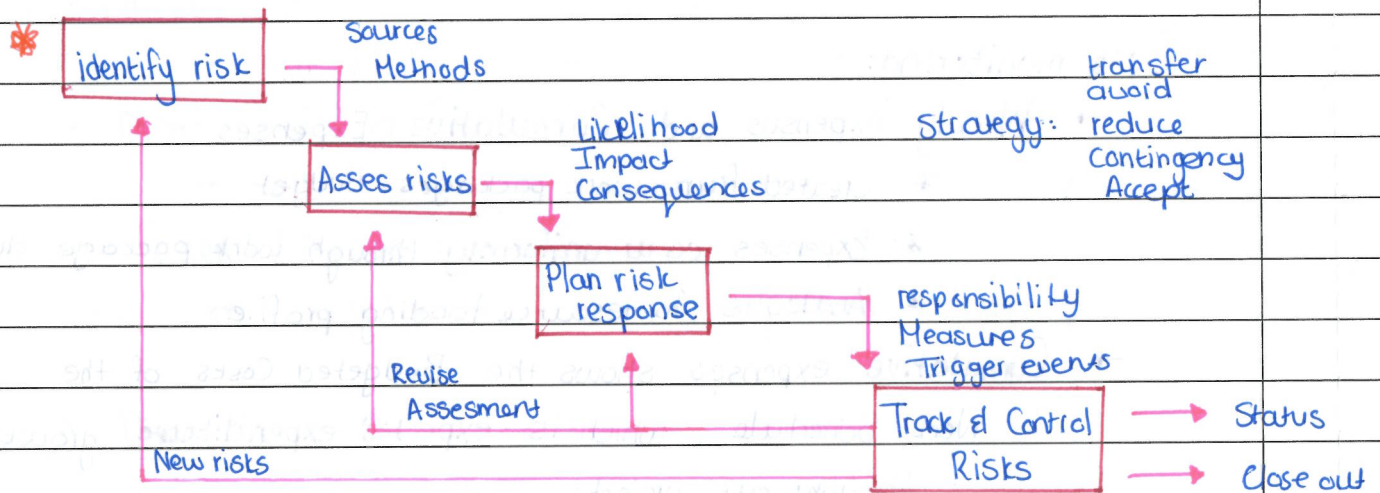 Sources
identify risk
Methods
transfer
avoid
Likelihood
Strategy: reduce
Impact
Contingency
Asses risks
Consequences
Accept
Plan risk
response
responsibility
Measures
Trigger events
Revise
Assesment
Track & Control
Risks
Status
New risks
Close out